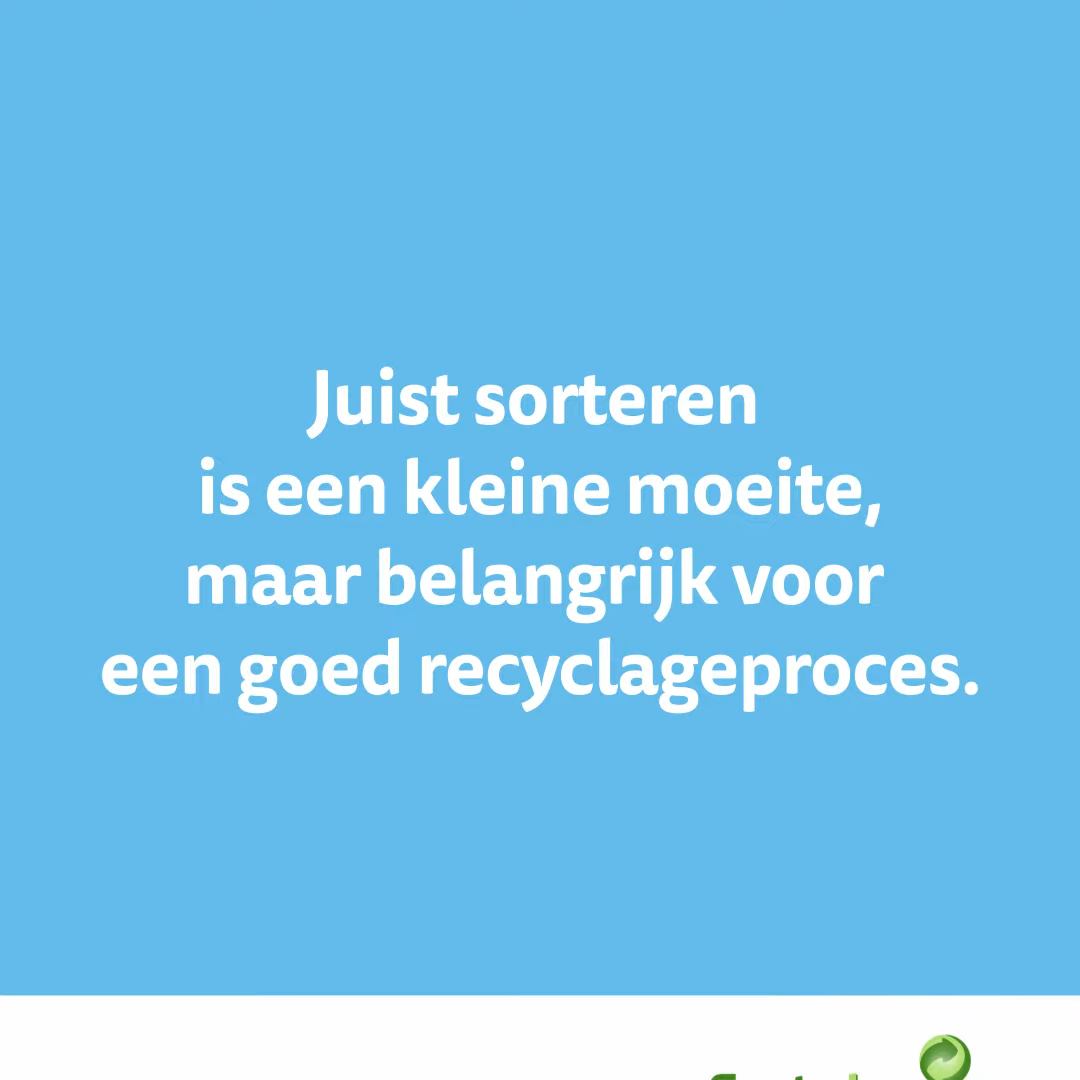 Juist sorteren
is een kleine moeite,
maar belangrijk voor
een goed recyclageproces.